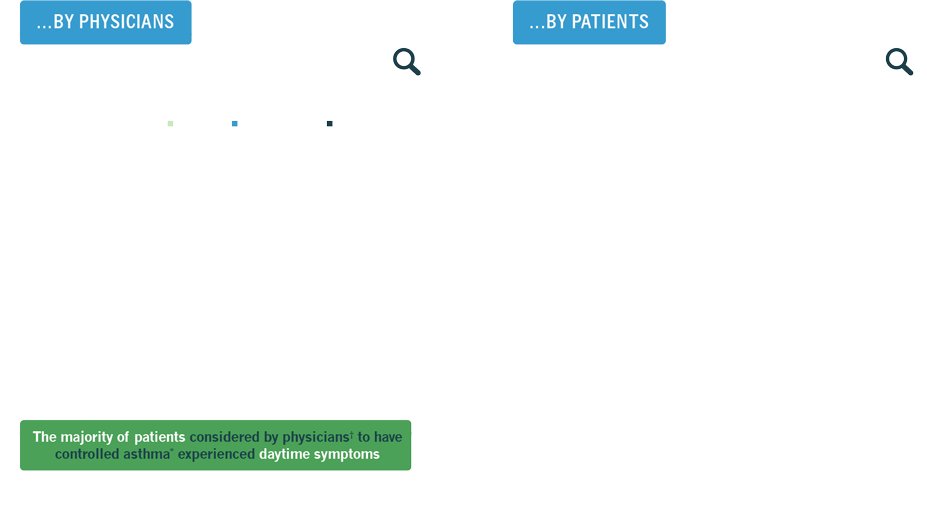 ...BY PHYSICIANS
...BY PATIENTS
The majority of patients considered by physicians† to have
controlled asthma* experienced daytime symptoms